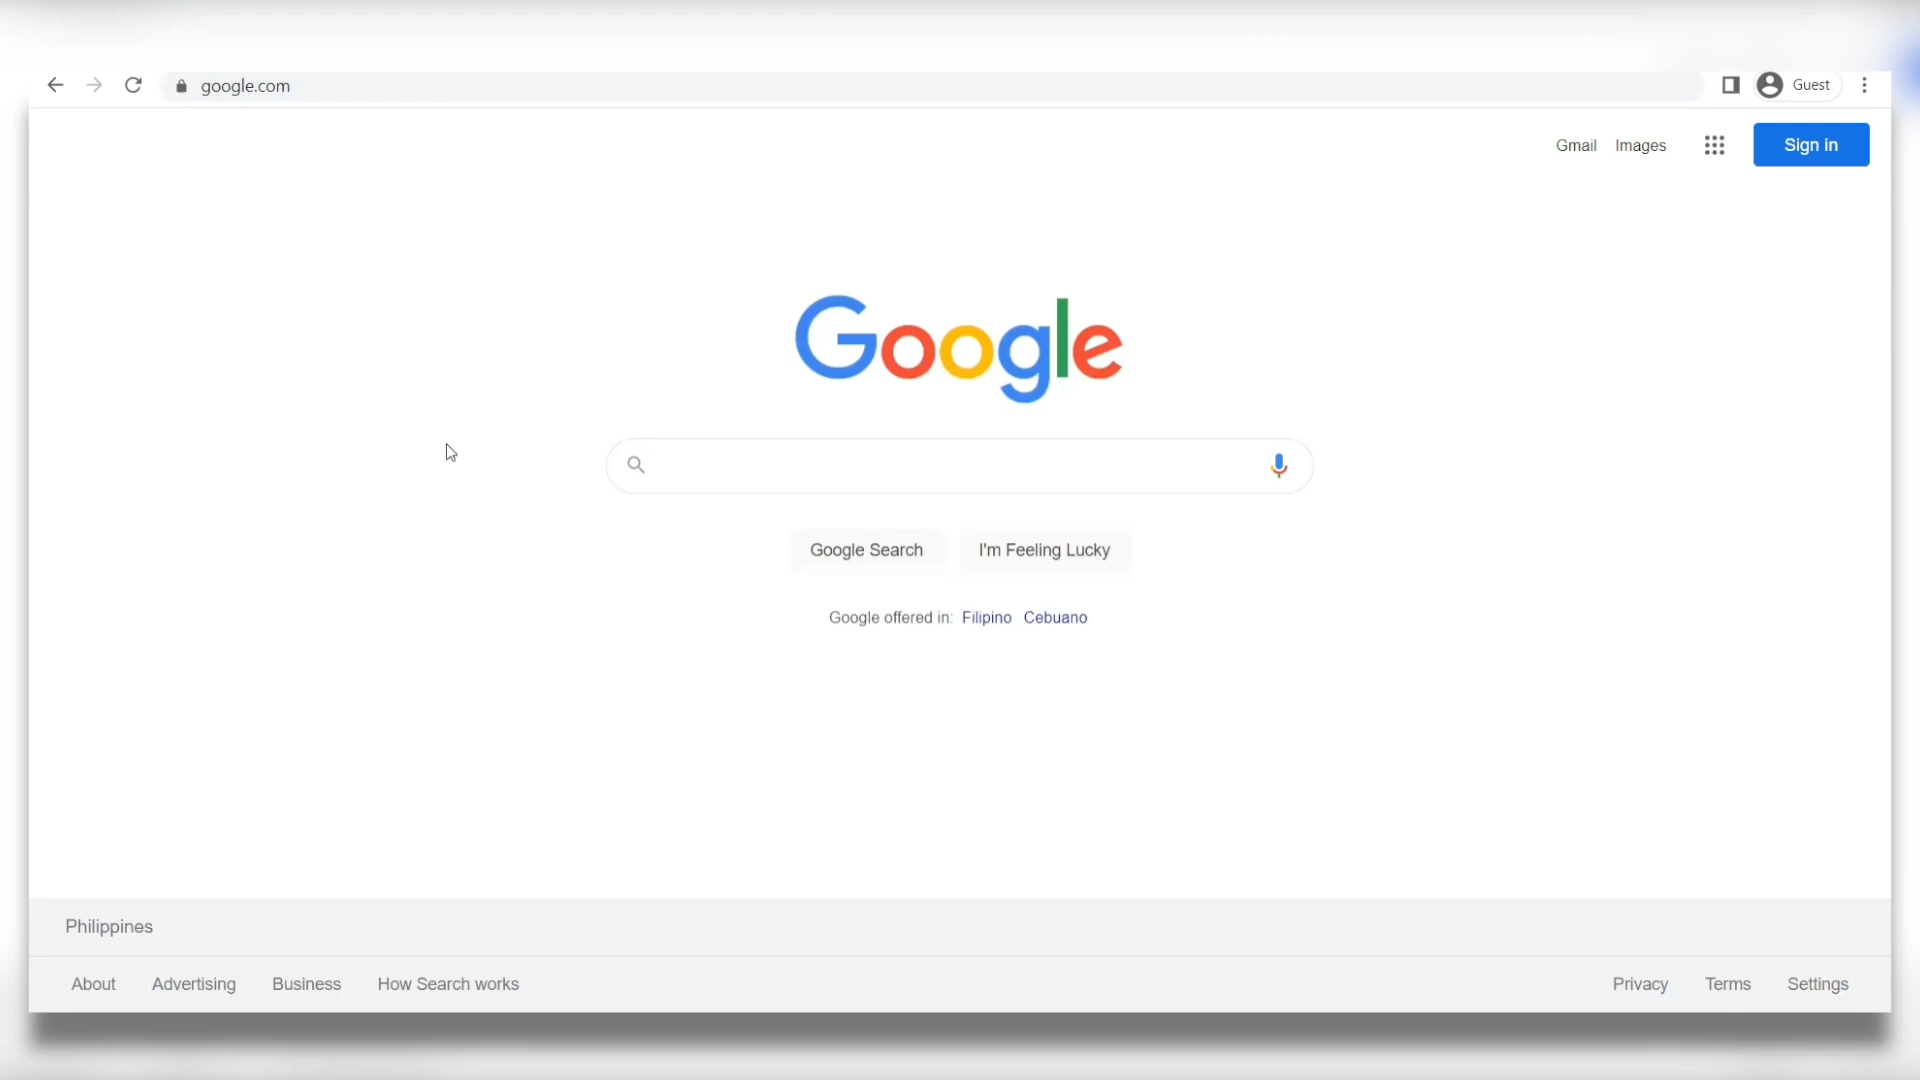 google.com
Guest
Gmail Images
Sign in
Google
Google Search I'm Feeling Lucky
Google offered in: Filipino Cebuano
Philippines
About Advertising Business How Search works
Privacy Terms Settings